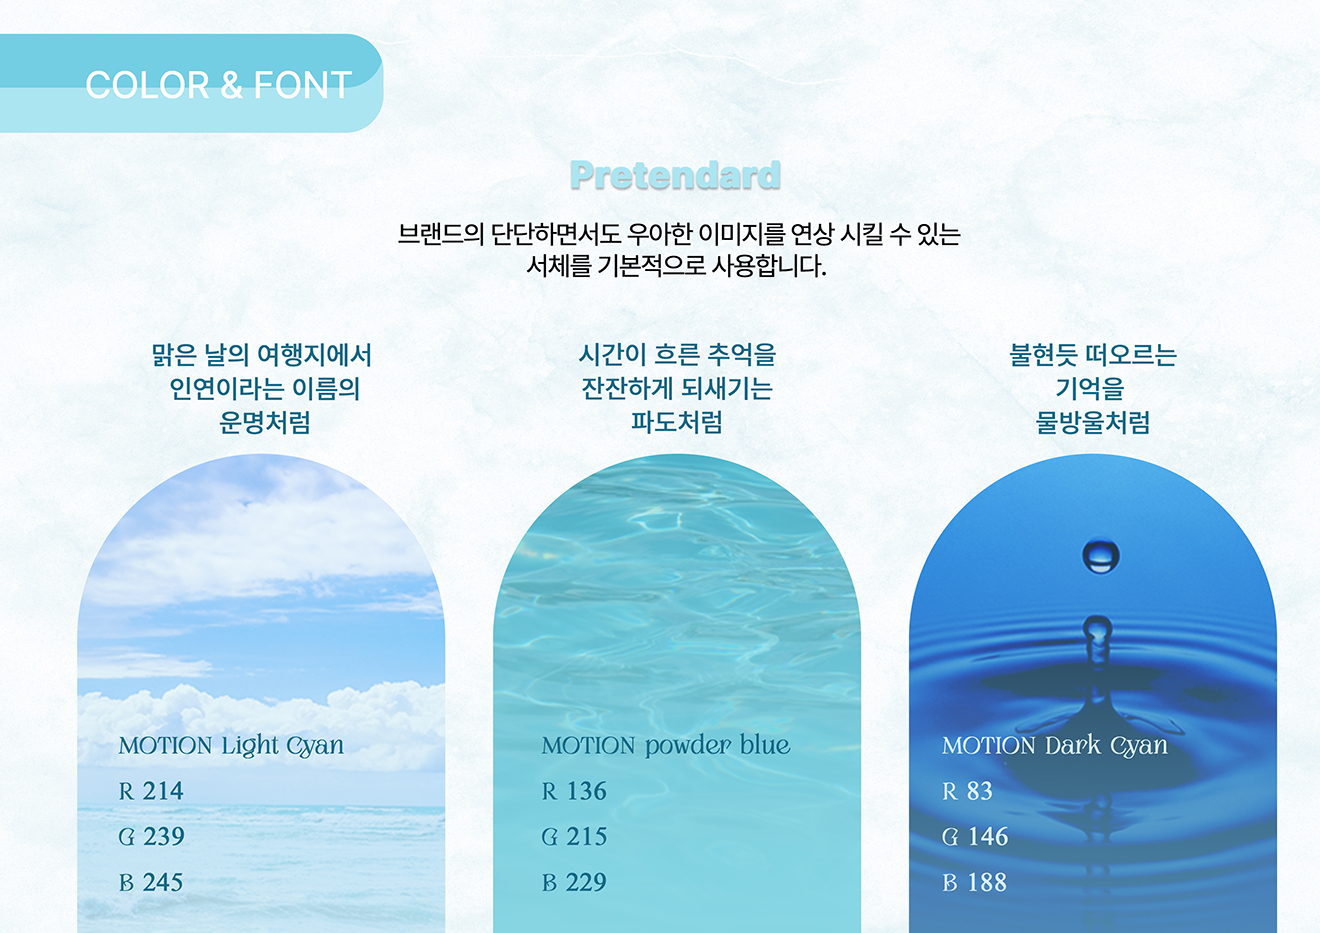 COLOR & FONT
Pretendard
브랜드의 단단하면서도 우아한 이미지를 연상 시킬 수 있는
서체를 기본적으로 사용합니다.
맑은 날의 여행지에서
인연이라는 이름의
운명처럼
MOTION Light Cyan
R 214
G 239
B 245
시간이 흐른 추억을
잔잔하게 되새기는
파도처럼
MOTION powder blue
R 136
G 215
B 229
불현듯 떠오르는
기억을
물방울처럼
MOTION Dark Cyan
R 83
G 146
B 188